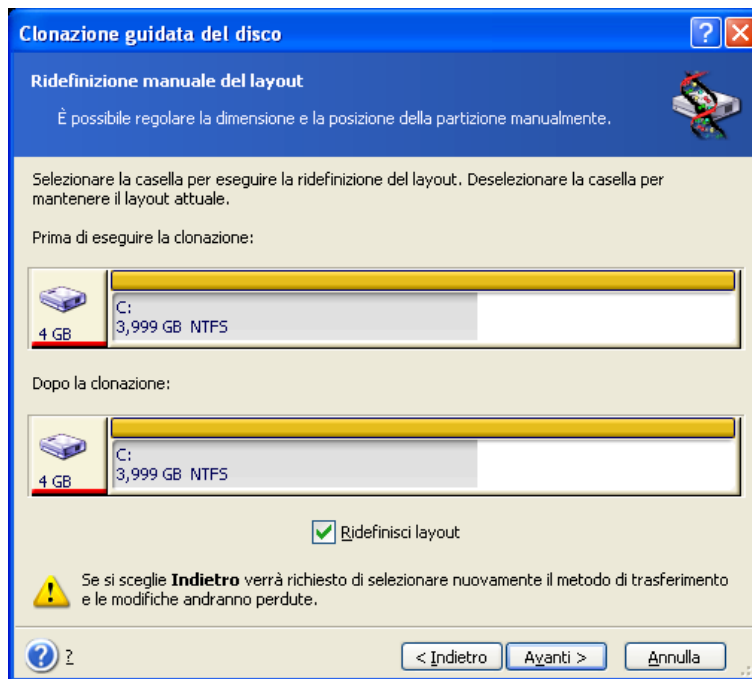 Clonazione guidata del disco
Ridefinizione manuale del layout
È possibile regolare la dimensione e la posizione della partizione manualmente.
Selezionare la casella per eseguire la ridefinizione del layout. Deselezionare la casella per
mantenere il layout attuale.
Prima di eseguire la clonazione:
4 GB
C:
3,999 GB NTFS
Dopo la clonazione:
4 GB
C:
3,999 GB NTFS
Ridefinisci layout
Se si sceglie Indietro verrà richiesto di selezionare nuovamente il metodo di trasferimento
e le modifiche andranno perdute.
?
< Indietro
Avanti >
Annulla